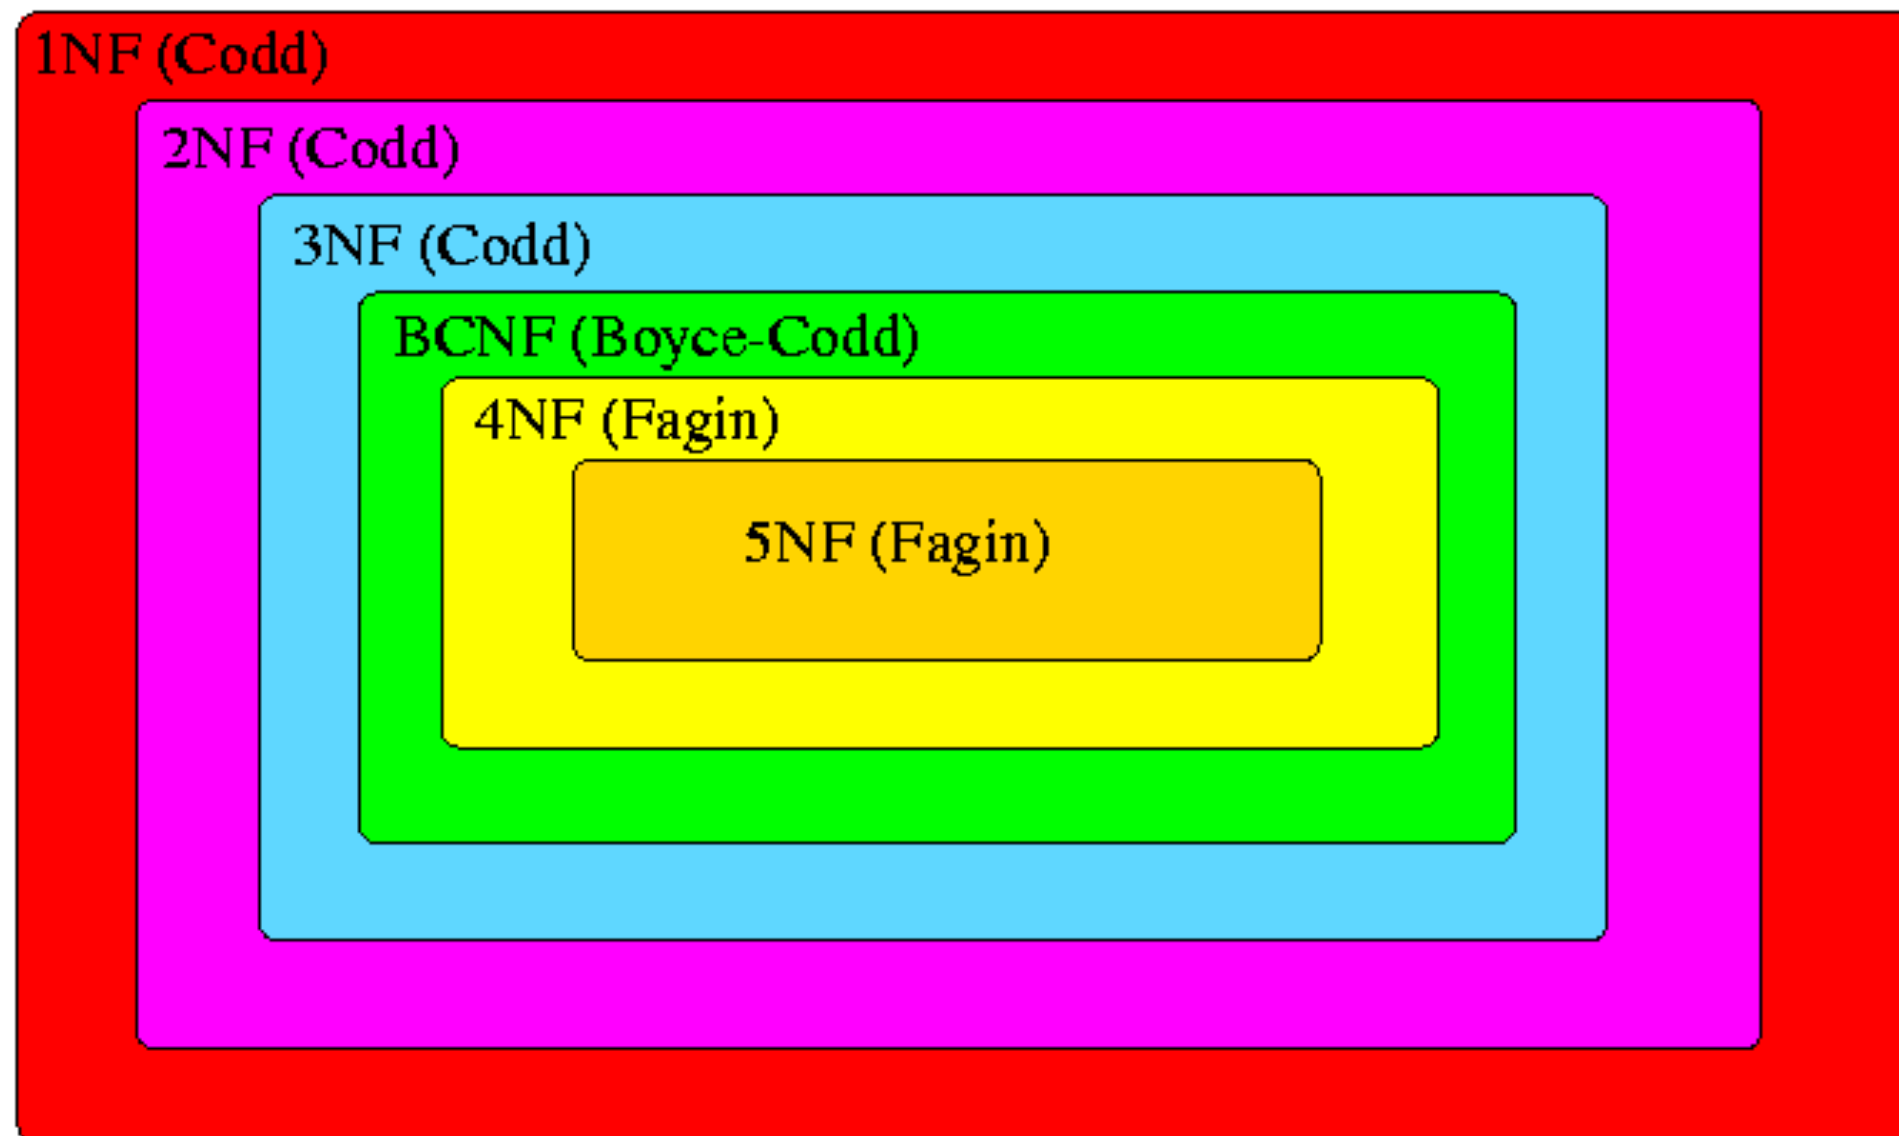 1NF (Codd)
2NF (Codd)
3NF (Codd)
BCNF (Boyce-Codd)
4NF (Fagin)
5NF (Fagin)